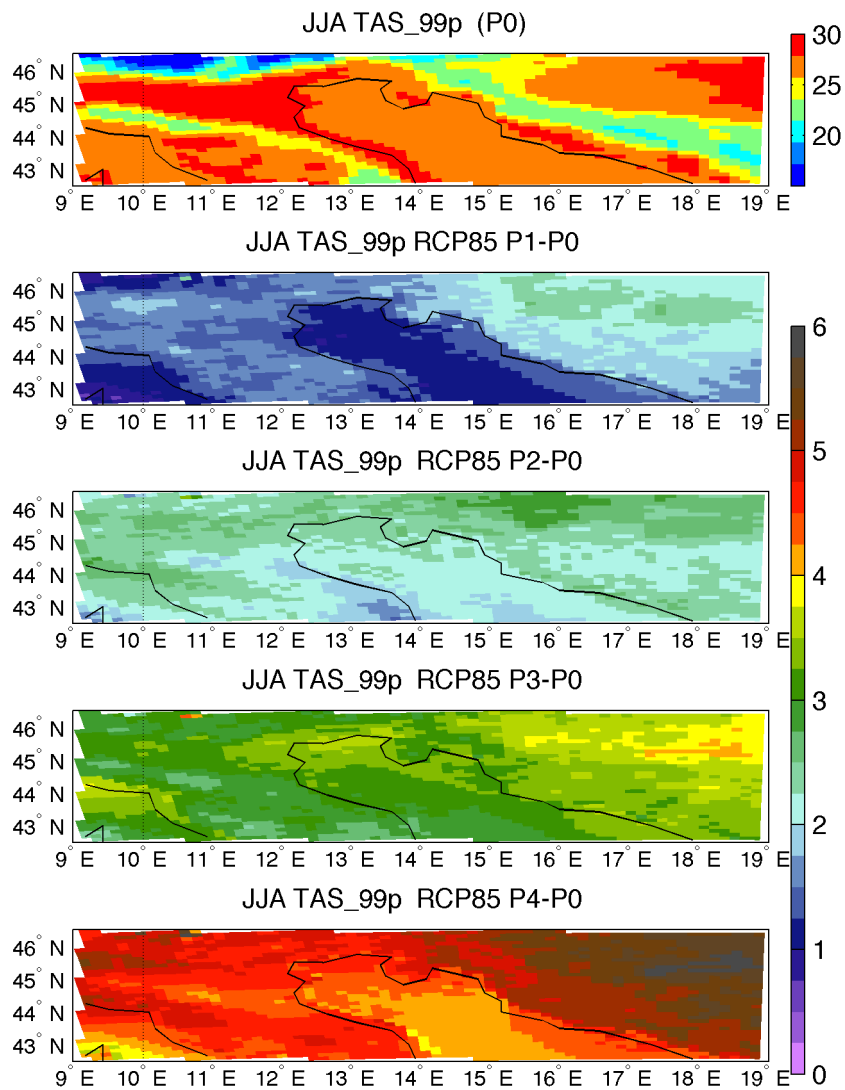 JJA TAS_99p (P0)
46° N
45° N
44° N
43° N
9° E 10° E 11° E 12° E 13° E 14° E 15° E 16° E 17° E 18° E 19° E
30
25
20
JJA TAS_99p RCP85 P1-P0
46° N
45° N
44° N
43° N
9° E 10° E 11° E 12° E 13° E 14° E 15° E 16° E 17° E 18° E 19° E
JJA TAS_99p RCP85 P2-P0
46° N
45° N
44° N
43° N
9° E 10° E 11° E 12° E 13° E 14° E 15° E 16° E 17° E 18° E 19° E
JJA TAS_99p RCP85 P3-P0
46° N
45° N
44° N
43° N
9° E 10° E 11° E 12° E 13° E 14° E 15° E 16° E 17° E 18° E 19° E
JJA TAS_99p RCP85 P4-P0
46° N
45° N
44° N
43° N
9° E 10° E 11° E 12° E 13° E 14° E 15° E 16° E 17° E 18° E 19° E
6
5
4
3
2
1
0